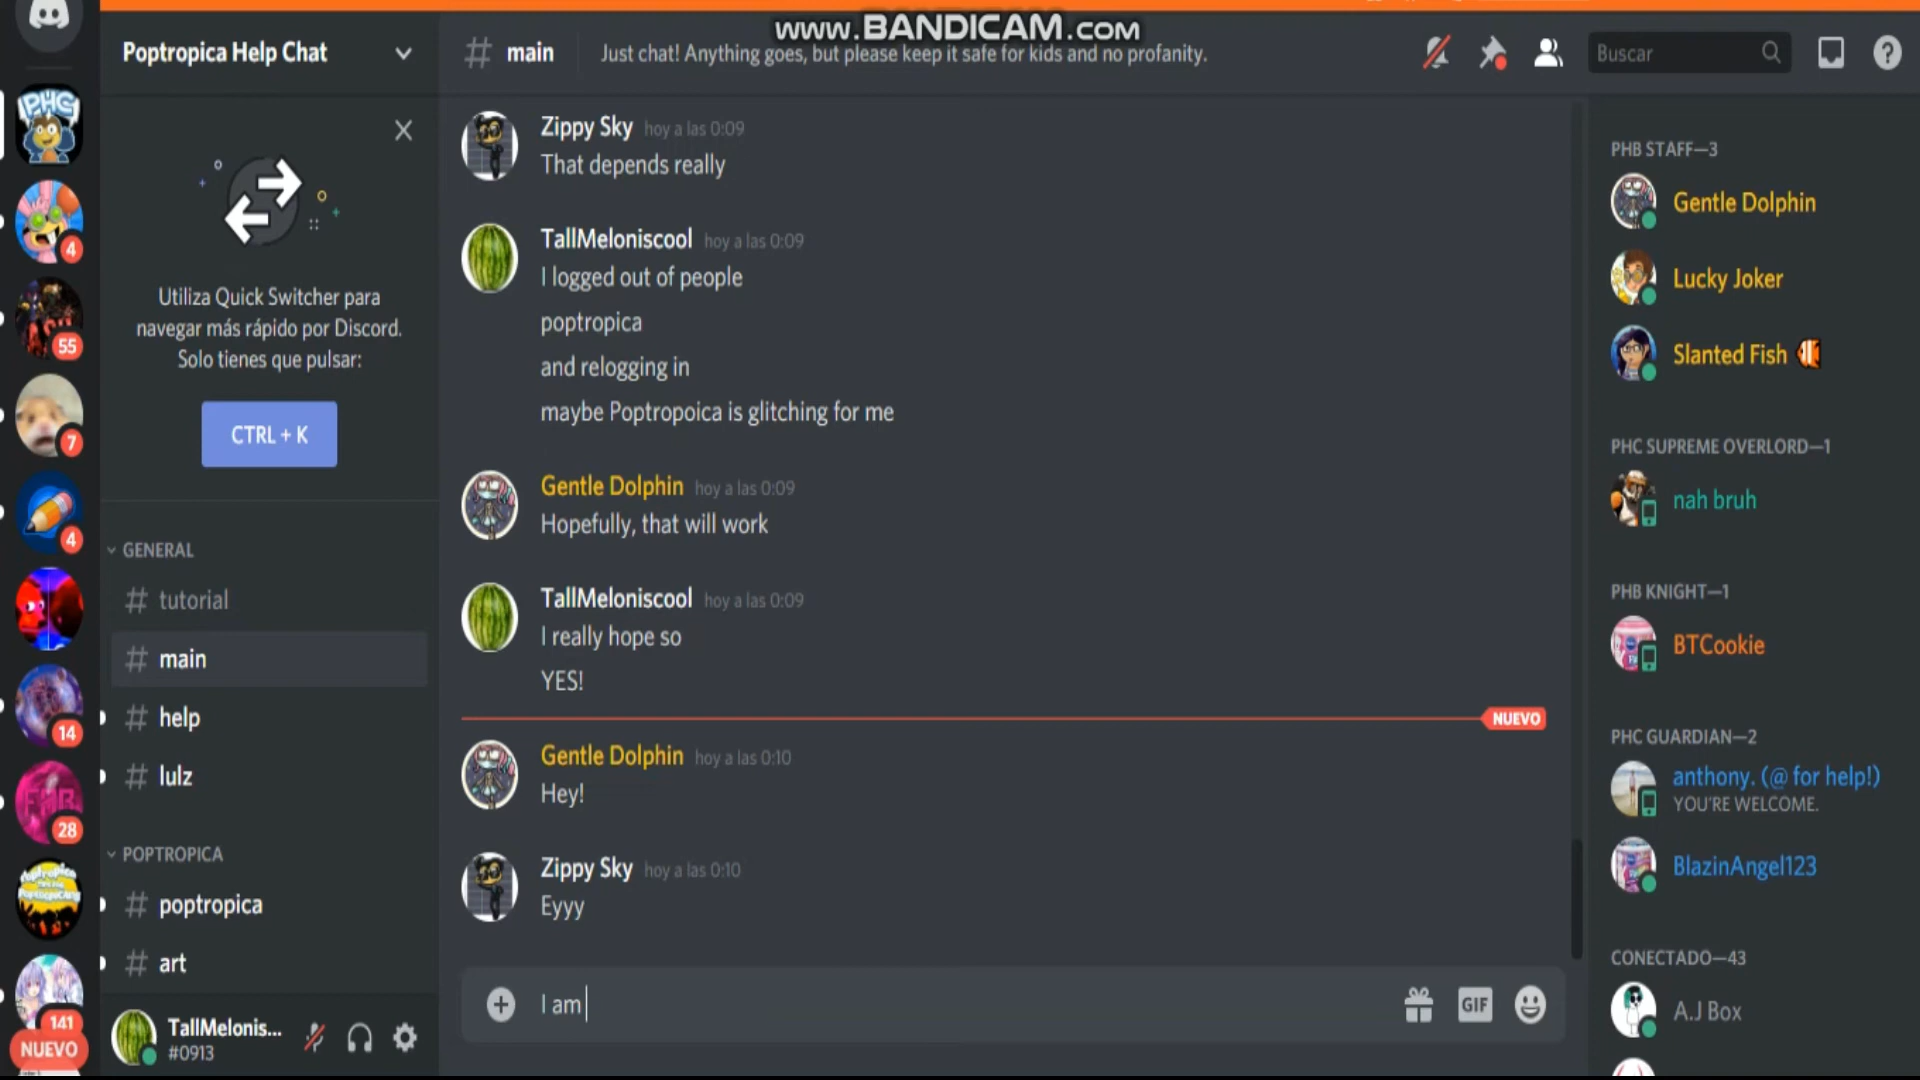 www.BANDICAM.com
Poptropica Help Chat
main
Just chat! Anything goes, but please keep it safe for kids and no profanity.
Buscar
PHC
4
55
7
4
14
28
141
NUEVO
Utiliza Quick Switcher para
navegar más rápido por Discord.
Solo tienes que pulsar:
CTRL + K
GENERAL
# tutorial
# main
# help
# lulz
POPTROPICA
# poptropica
# art
TallMelonis...
#0913
Zippy Sky hoy a las 0:09
That depends really
TallMeloniscool hoy a las 0:09
I logged out of people
poptropica
and relogging in
maybe Poptropoica is glitching for me
Gentle Dolphin hoy a las 0:09
Hopefully, that will work
TallMeloniscool hoy a las 0:09
I really hope so
YES!
NUEVO
Gentle Dolphin hoy a las 0:10
Hey!
Zippy Sky hoy a las 0:10
Eyyy
I am
GIF
PHB STAFF—3
Gentle Dolphin
Lucky Joker
Slanted Fish
PHC SUPREME OVERLORD—1
nah bruh
PHB KNIGHT—1
BTCookie
PHC GUARDIAN—2
anthony. (@ for help!)
YOU'RE WELCOME.
BlazinAngel123
CONECTADO—43
A.J Box